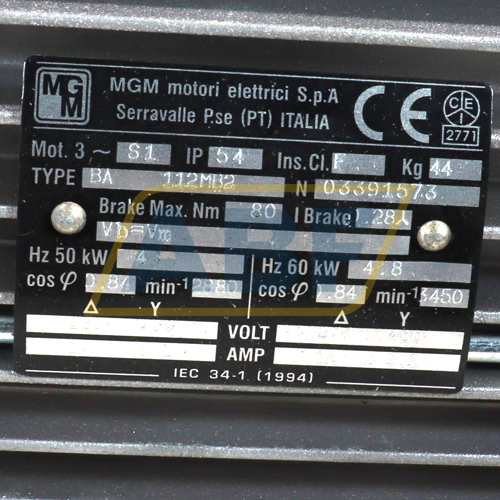 MGM
MGM motori elettrici S.p.A
Serravalle P.se (PT) ITALIA
CE
CEI
2771
Mot. 3 ~ S1 IP 54 Ins.Cl. F Kg 44
TYPE BA 112MB2 N 03391573
Brake Max. Nm 80 I Brake 0.28A
Vb=Vm
Hz 50 kW 4 Hz 60 kW 4.8
cos φ 0.84 min-1 2880 cos φ 0.84 min-1 3450
Δ Y Δ Y
VOLT
AMP
IEC 34-1 (1994)